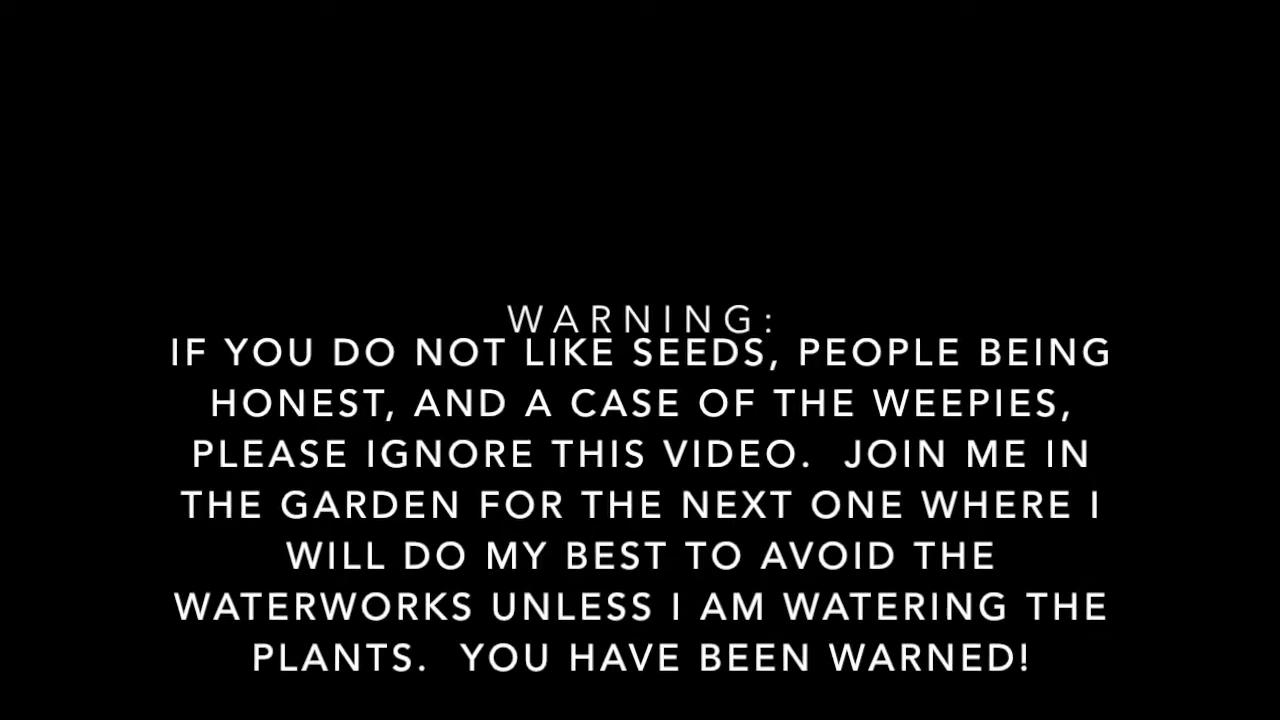 WARNING:
IF YOU DO NOT LIKE SEEDS, PEOPLE BEING
HONEST, AND A CASE OF THE WEEPIES,
PLEASE IGNORE THIS VIDEO.  JOIN ME IN
THE GARDEN FOR THE NEXT ONE WHERE I
WILL DO MY BEST TO AVOID THE
WATERWORKS UNLESS I AM WATERING THE
PLANTS.  YOU HAVE BEEN WARNED!